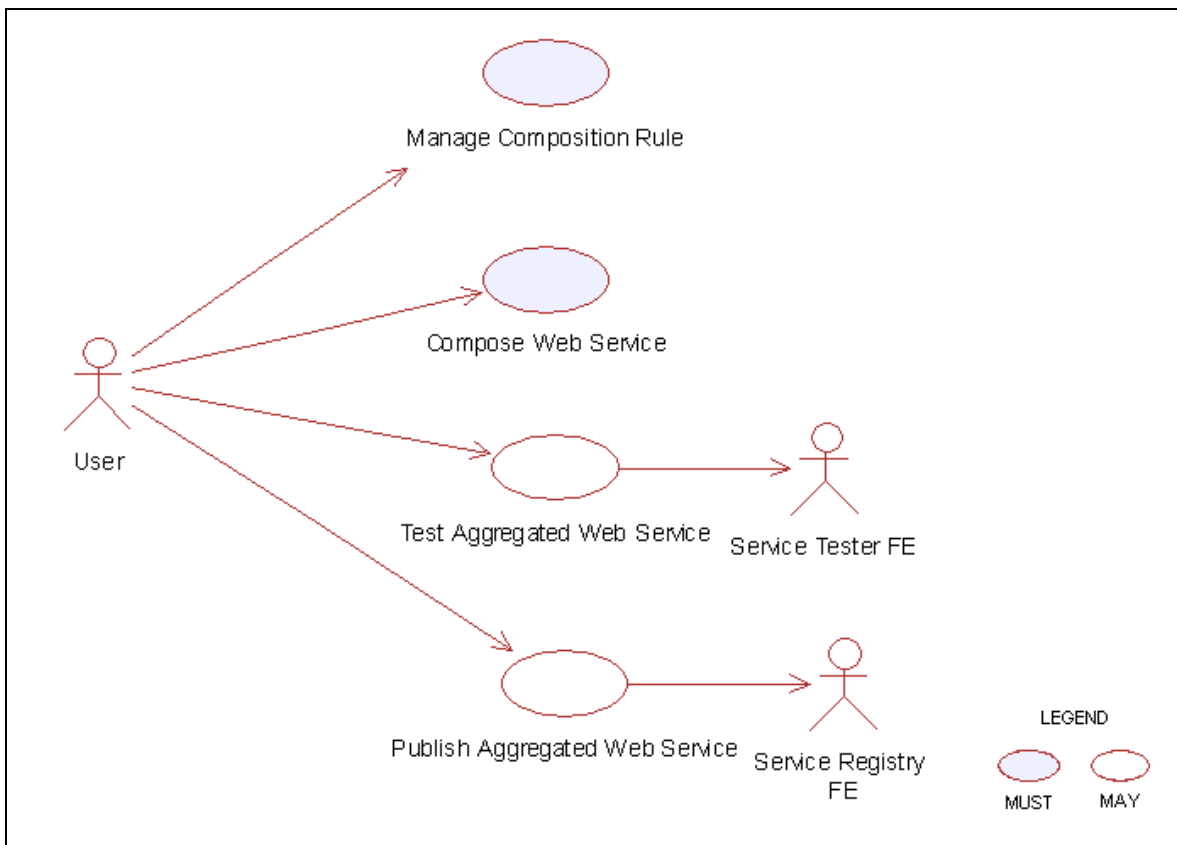 Manage Composition Rule
Compose Web Service
User
Test Aggregated Web Service
Service Tester FE
Publish Aggregated Web Service
Service Registry
FE
LEGEND
MUST
MAY